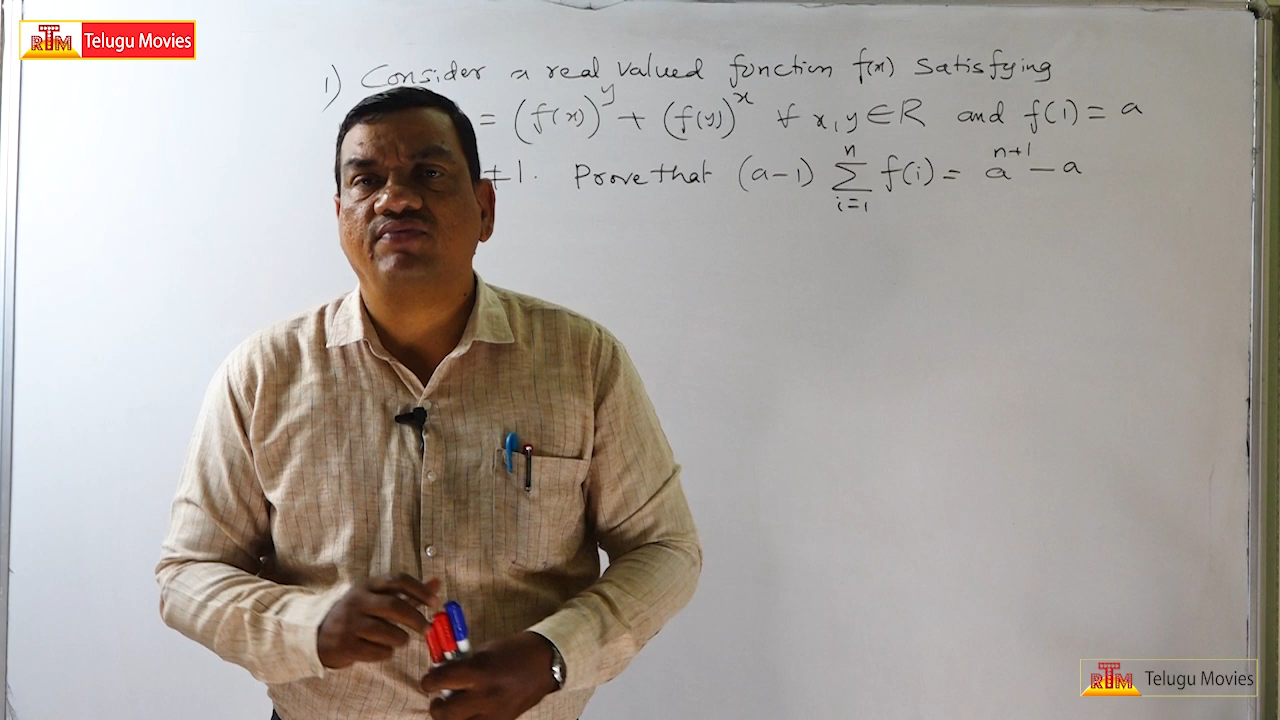 RTM Telugu Movies
1) Consider a real valued function f(x) satisfying
= (f(x))^y + (f(y))^x ∀ x, y ∈ R and f(1) = a
≠ 1. Prove that (a-1) \sum_{i=1}^{n} f(i) = a^{n+1} - a
RTM Telugu Movies